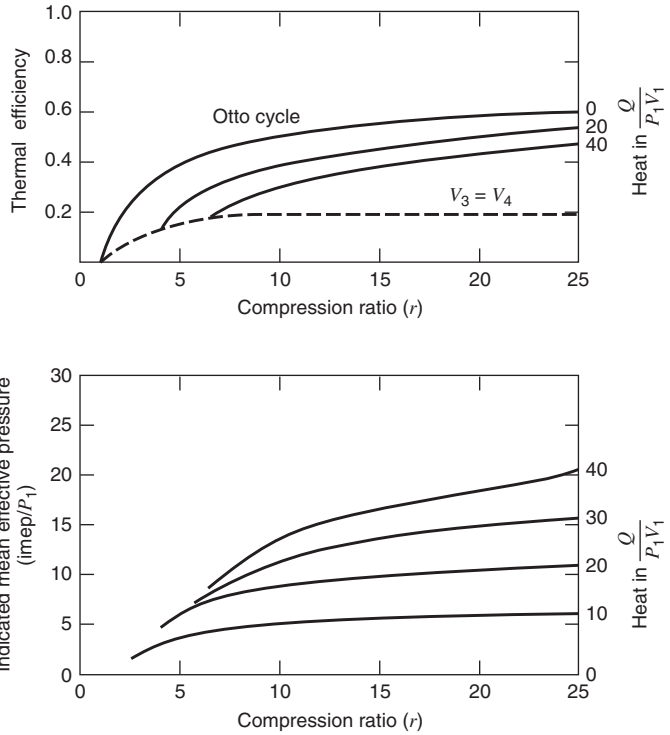 1.0
0.8
0.6
0.4
0.2
Thermal efficiency
Otto cycle
V3 = V4
0
20
40
Heat in Q/P1V1
0 5 10 15 20 25
Compression ratio (r)
30
25
20
15
10
5
0
Indicated mean effective pressure
(imep/P1)
40
30
20
10
0
Heat in Q/P1V1
0 5 10 15 20 25
Compression ratio (r)